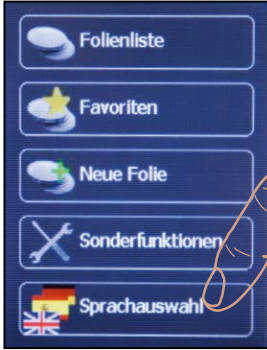 Folienliste
Favoriten
Neue Folie
Sonderfunktionen
Sprachauswahl